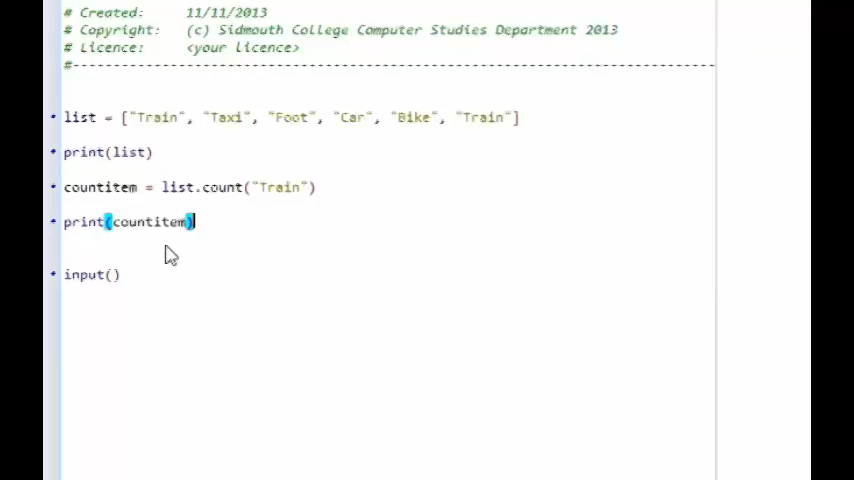 # Created: 11/11/2013
# Copyright: (c) Sidmouth College Computer Studies Department 2013
# Licence: <your licence>
#-------------------------------------------------------------------------------
list = ["Train", "Taxi", "Foot", "Car", "Bike", "Train"]
print(list)
countitem = list.count("Train")
print(countitem)
input()